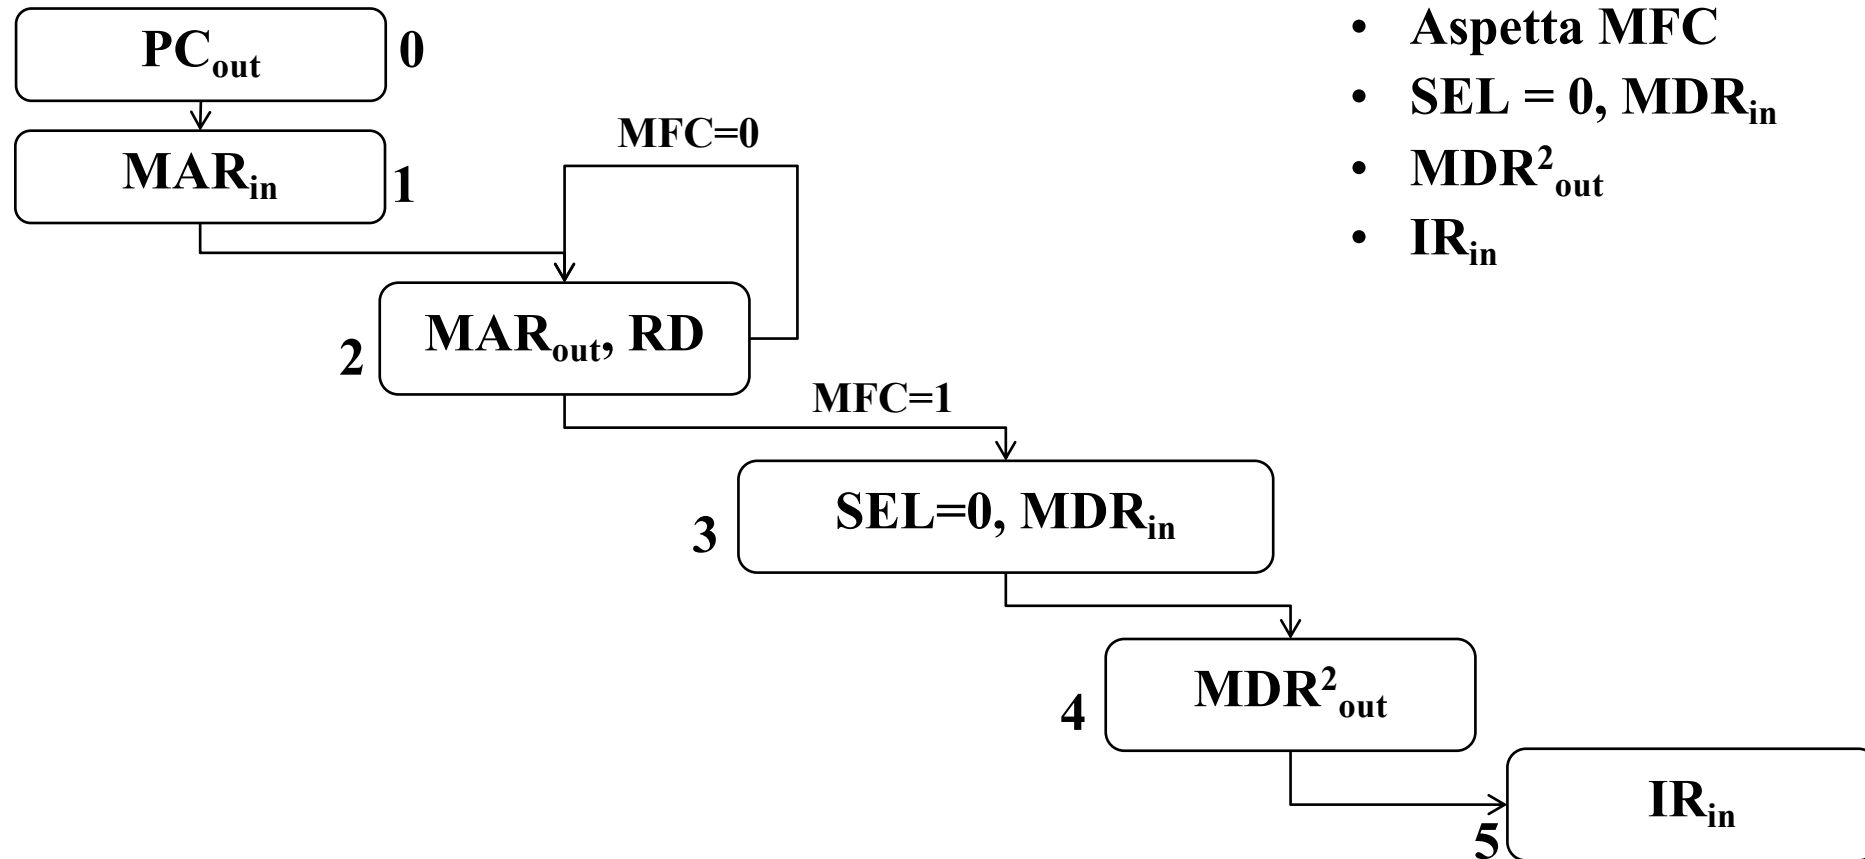 PCout
0
MARin
1
MFC=0
MARout, RD
2
MFC=1
SEL=0, MDRin
3
MDR²out
4
IRin
5
• Aspetta MFC
• SEL = 0, MDRin
• MDR²out
• IRin